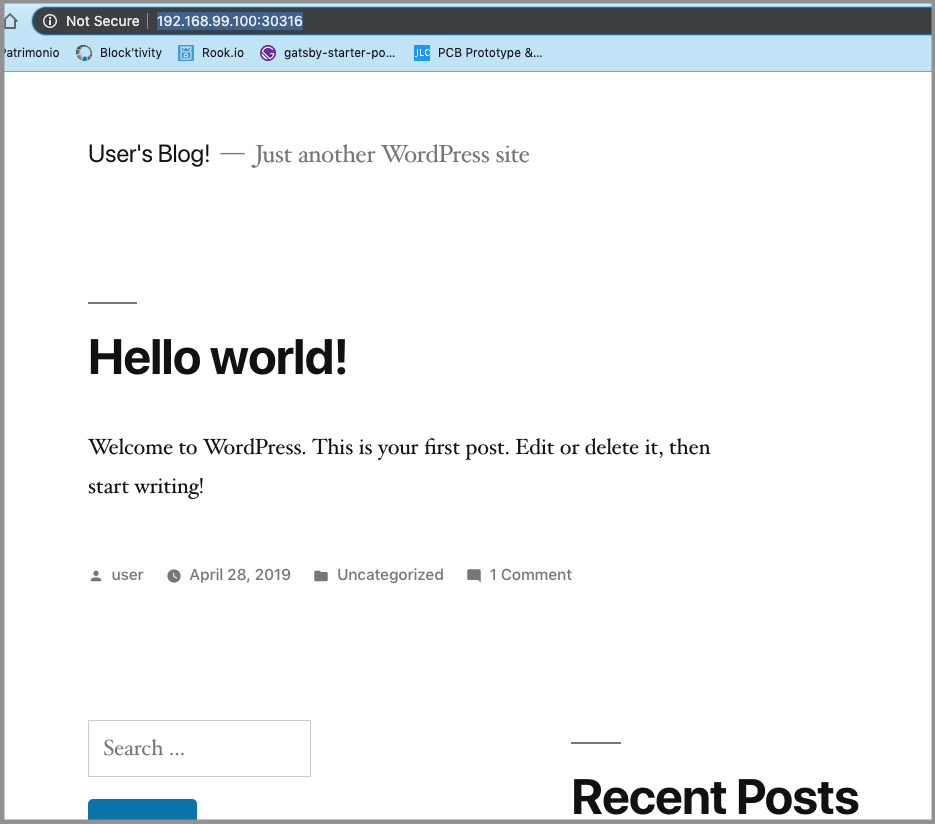 Not Secure | 192.168.99.100:30316
Patrimonio Block'tivity Rook.io gatsby-starter-po... JLC PCB Prototype &...
User's Blog! — Just another WordPress site
Hello world!
Welcome to WordPress. This is your first post. Edit or delete it, then
start writing!
user April 28, 2019 Uncategorized 1 Comment
Search ...
Recent Posts